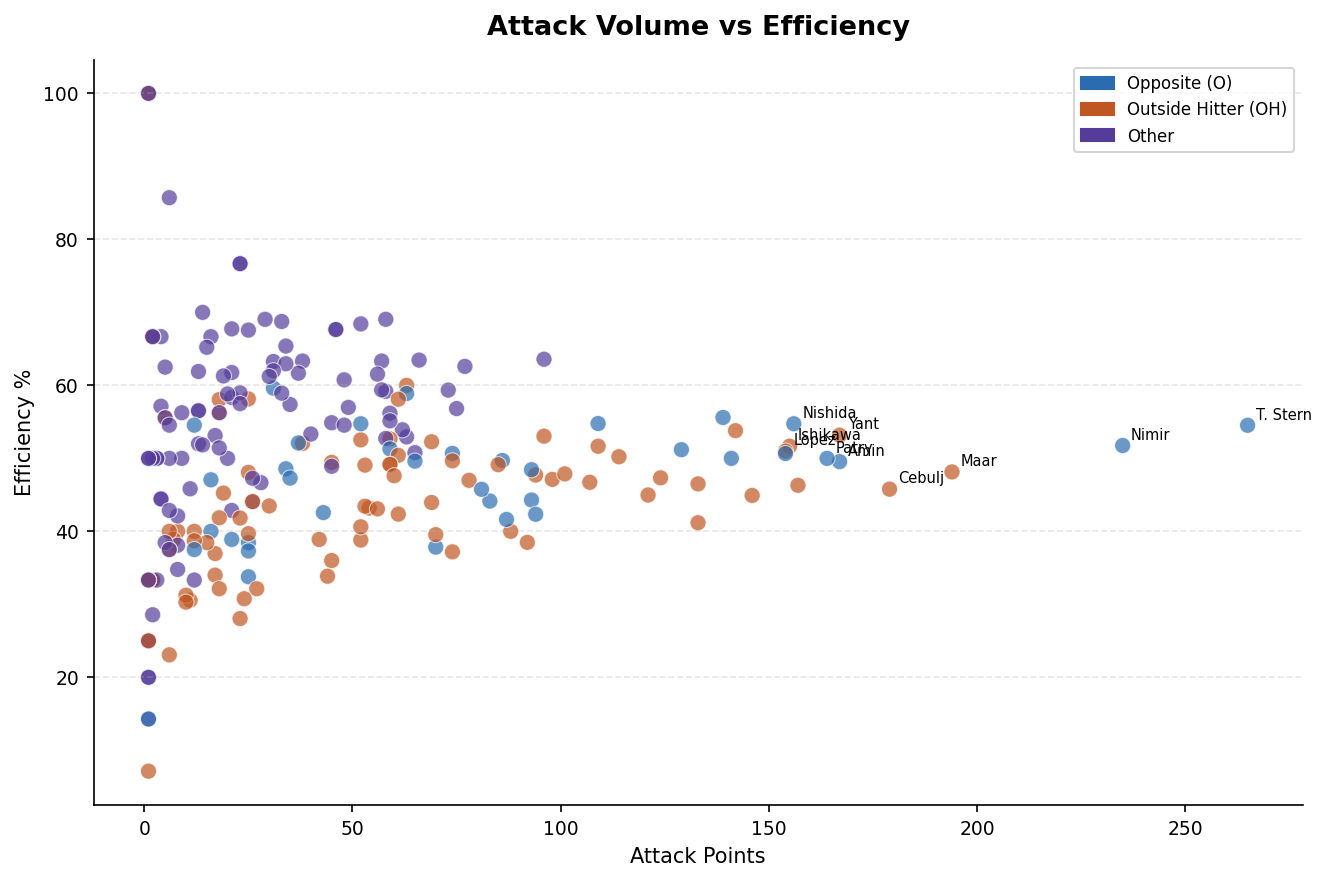 Attack Volume vs Efficiency
Opposite (O)
Outside Hitter (OH)
Other
100
80
60
40
20
Efficiency %
T. Stern
Nimir
Maar
Cebulj
Nishida
Yant
Ishikawa
Lopez
Patry
Amin
0
50
100
150
200
250
Attack Points